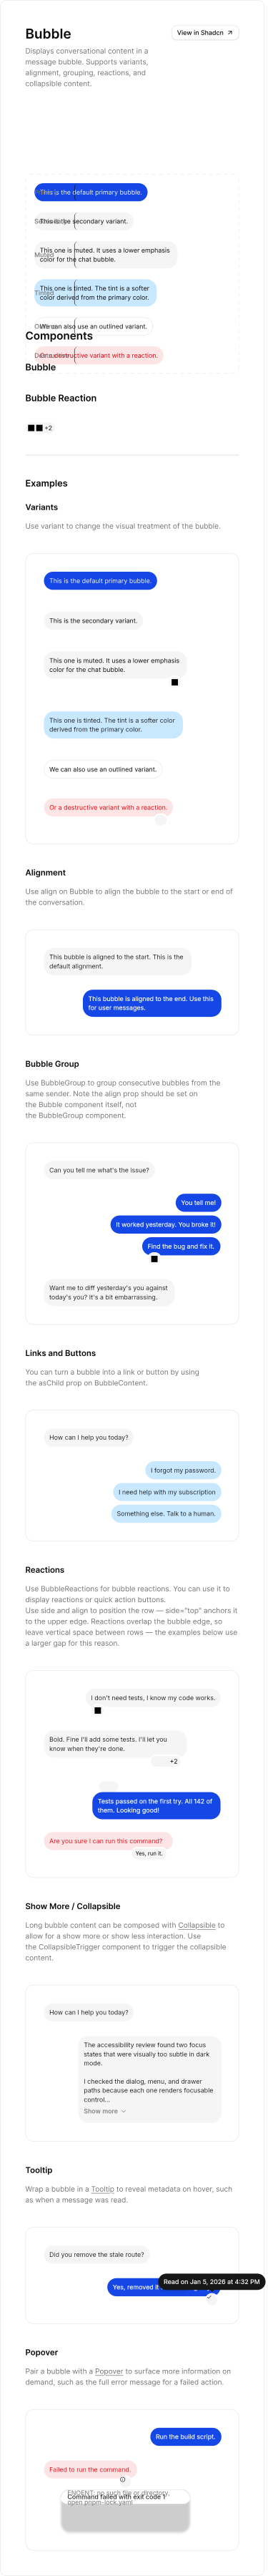 Bubble
View in Shadcn
Displays conversational content in a
message bubble. Supports variants,
alignment, grouping, reactions, and
collapsible content.
This is the default primary bubble.
This is the secondary variant.
Muted
This one is muted. It uses a lower emphasis
color for the chat bubble.
Tinted
This one is tinted. The tint is a softer
color derived from the primary color.
We can also use an outlined variant.
Components
Or a destructive variant with a reaction.
Bubble
Bubble Reaction
+2
Examples
Variants
Use variant to change the visual treatment of the bubble.
This is the default primary bubble.
This is the secondary variant.
This one is muted. It uses a lower emphasis
color for the chat bubble.
This one is tinted. The tint is a softer color
derived from the primary color.
We can also use an outlined variant.
Or a destructive variant with a reaction.
Alignment
Use align on Bubble to align the bubble to the start or end of
the conversation.
This bubble is aligned to the start. This is the
default alignment.
This bubble is aligned to the end. Use this
for user messages.
Bubble Group
Use BubbleGroup to group consecutive bubbles from the
same sender. Note the align prop should be set on
the Bubble component itself, not
the BubbleGroup component.
Can you tell me what's the issue?
You tell me!
It worked yesterday. You broke it!
Find the bug and fix it.
Want me to diff yesterday's you against
today's you? It's a bit embarrassing.
Links and Buttons
You can turn a bubble into a link or button by using
the asChild prop on BubbleContent.
How can I help you today?
I forgot my password.
I need help with my subscription
Something else. Talk to a human.
Reactions
Use BubbleReactions for bubble reactions. You can use it to
display reactions or quick action buttons.
Use side and align to position the row — side="top" anchors it
to the upper edge. Reactions overlap the bubble edge, so
leave vertical space between rows — the examples below use
a larger gap for this reason.
I don't need tests, I know my code works.
Bold. Fine I'll add some tests. I'll let you
know when they're done.
+2
Tests passed on the first try. All 142 of
them. Looking good!
Are you sure I can run this command?
Yes, run it.
Show More / Collapsible
Long bubble content can be composed with Collapsible to
allow for a show more or show less interaction. Use
the CollapsibleTrigger component to trigger the collapsible
content.
How can I help you today?
The accessibility review found two focus
states that were visually too subtle in dark
mode.
I checked the dialog, menu, and drawer
paths because each one renders focusable
control...
Show more
Tooltip
Wrap a bubble in a Tooltip to reveal metadata on hover, such
as when a message was read.
Did you remove the stale route?
Read on Jan 5, 2026 at 4:32 PM
Yes, removed it
Popover
Pair a bubble with a Popover to surface more information on
demand, such as the full error message for a failed action.
Run the build script.
Failed to run the command.
ENOENT: no such file or directory,
Command failed with exit code 1
open pnpm-lock.yaml